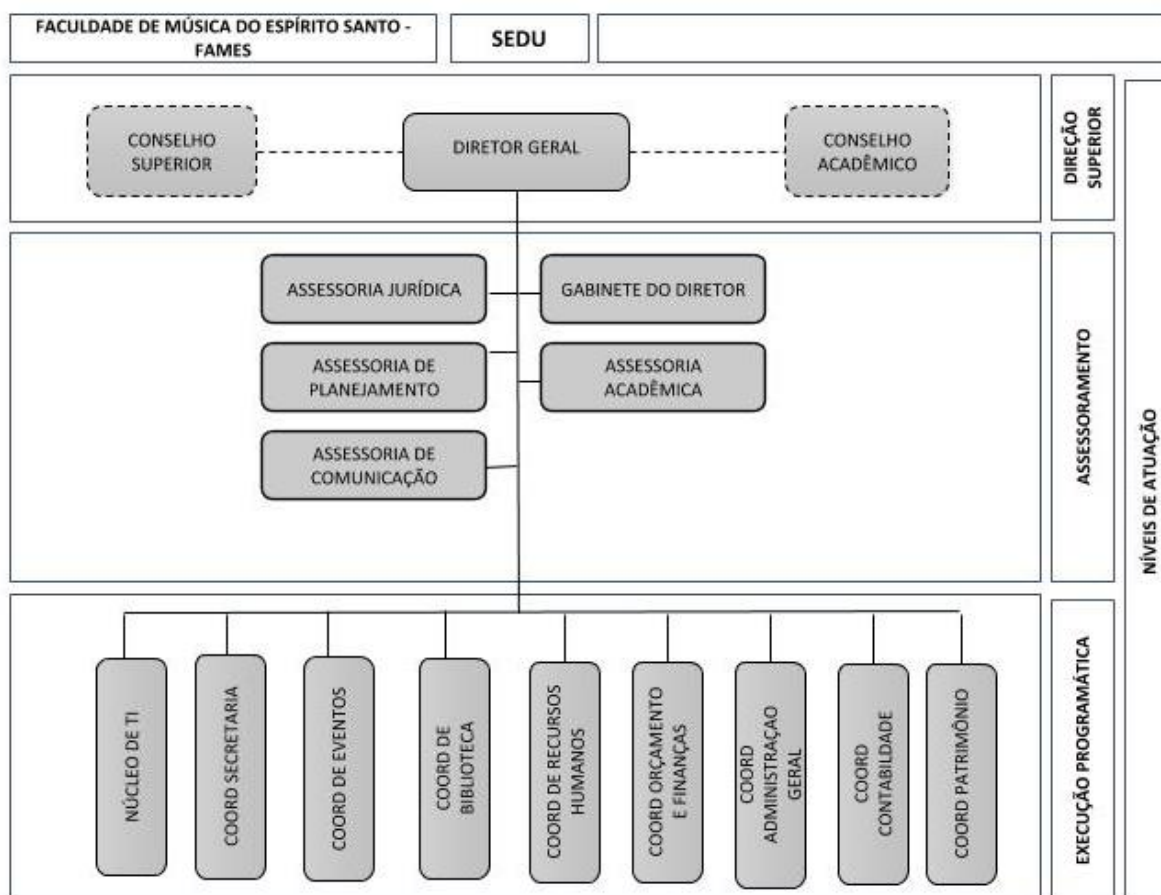 FACULDADE DE MÚSICA DO ESPÍRITO SANTO -
FAMES
SEDU
CONSELHO
SUPERIOR
DIRETOR GERAL
CONSELHO
ACADÊMICO
DIREÇÃO
SUPERIOR
ASSESSORIA JURÍDICA
GABINETE DO DIRETOR
ASSESSORIA DE
PLANEJAMENTO
ASSESSORIA
ACADÊMICA
ASSESSORIA DE
COMUNICAÇÃO
ASSESSORAMENTO
NÍVEIS DE ATUAÇÃO
NÚCLEO DE TI
COORD SECRETARIA
COORD DE EVENTOS
COORD DE
BIBLIOTECA
COORD DE RECURSOS
HUMANOS
COORD ORÇAMENTO
E FINANÇAS
COORD
ADMINISTRAÇAO
GERAL
COORD
CONTABILDADE
COORD PATRIMÔNIO
EXECUÇÃO PROGRAMÁTICA